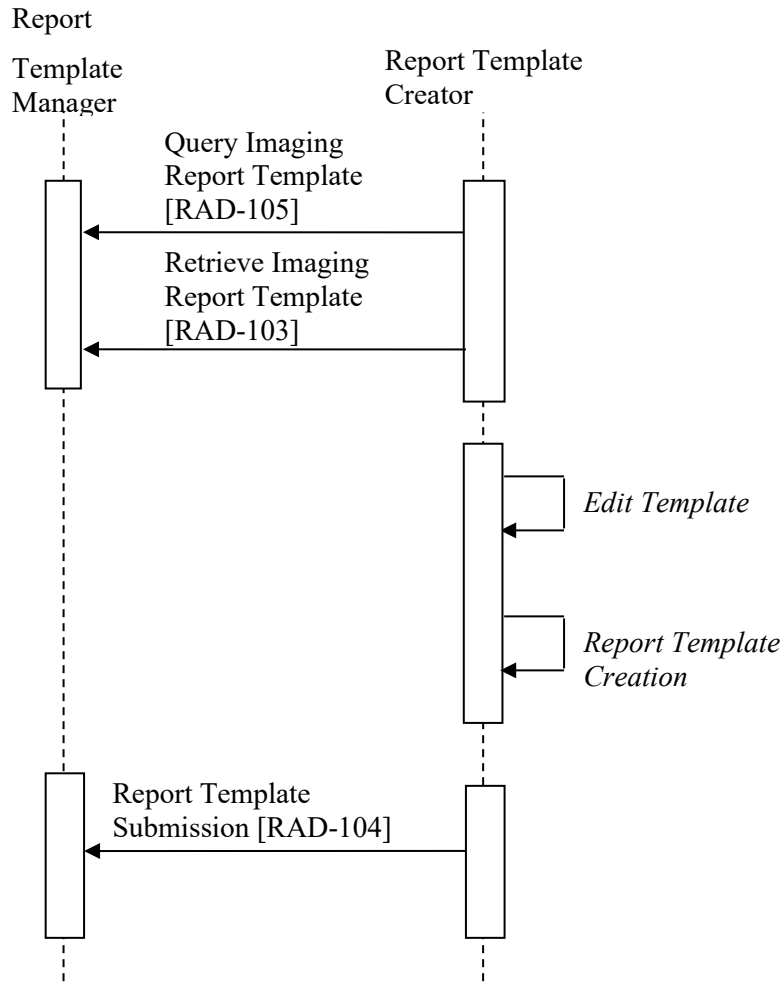 Report
Template
Manager
Report Template
Creator
Query Imaging
Report Template
[RAD-105]
Retrieve Imaging
Report Template
[RAD-103]
Edit Template
Report Template
Creation
Report Template
Submission [RAD-104]